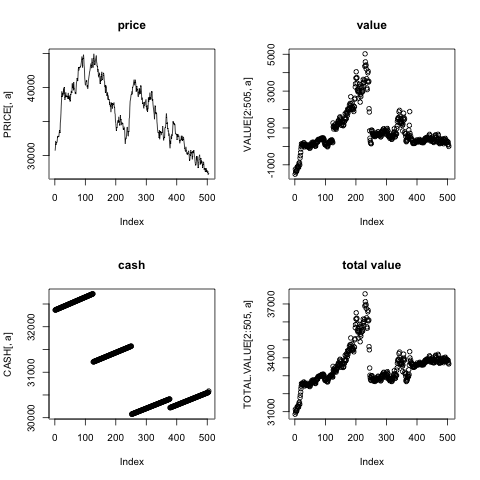 price
PRICE[, a]
30000 40000
0 100 200 300 400 500
Index
value
VALUE[2:505, a]
-1000 1000 3000 5000
0 100 200 300 400 500
Index
cash
CASH[, a]
30000 31000 32000
0 100 200 300 400 500
Index
total value
TOTAL.VALUE[2:505, a]
31000 34000 37000
0 100 200 300 400 500
Index